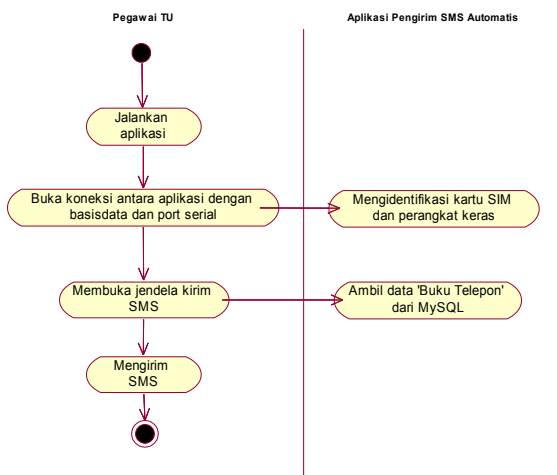 Pegawai TU
Aplikasi Pengirim SMS Automatis
Jalankan
aplikasi
Buka koneksi antara aplikasi dengan
basisdata dan port serial
Mengidentifikasi kartu SIM
dan perangkat keras
Membuka jendela kirim
SMS
Ambil data 'Buku Telepon'
dari MySQL
Mengirim
SMS